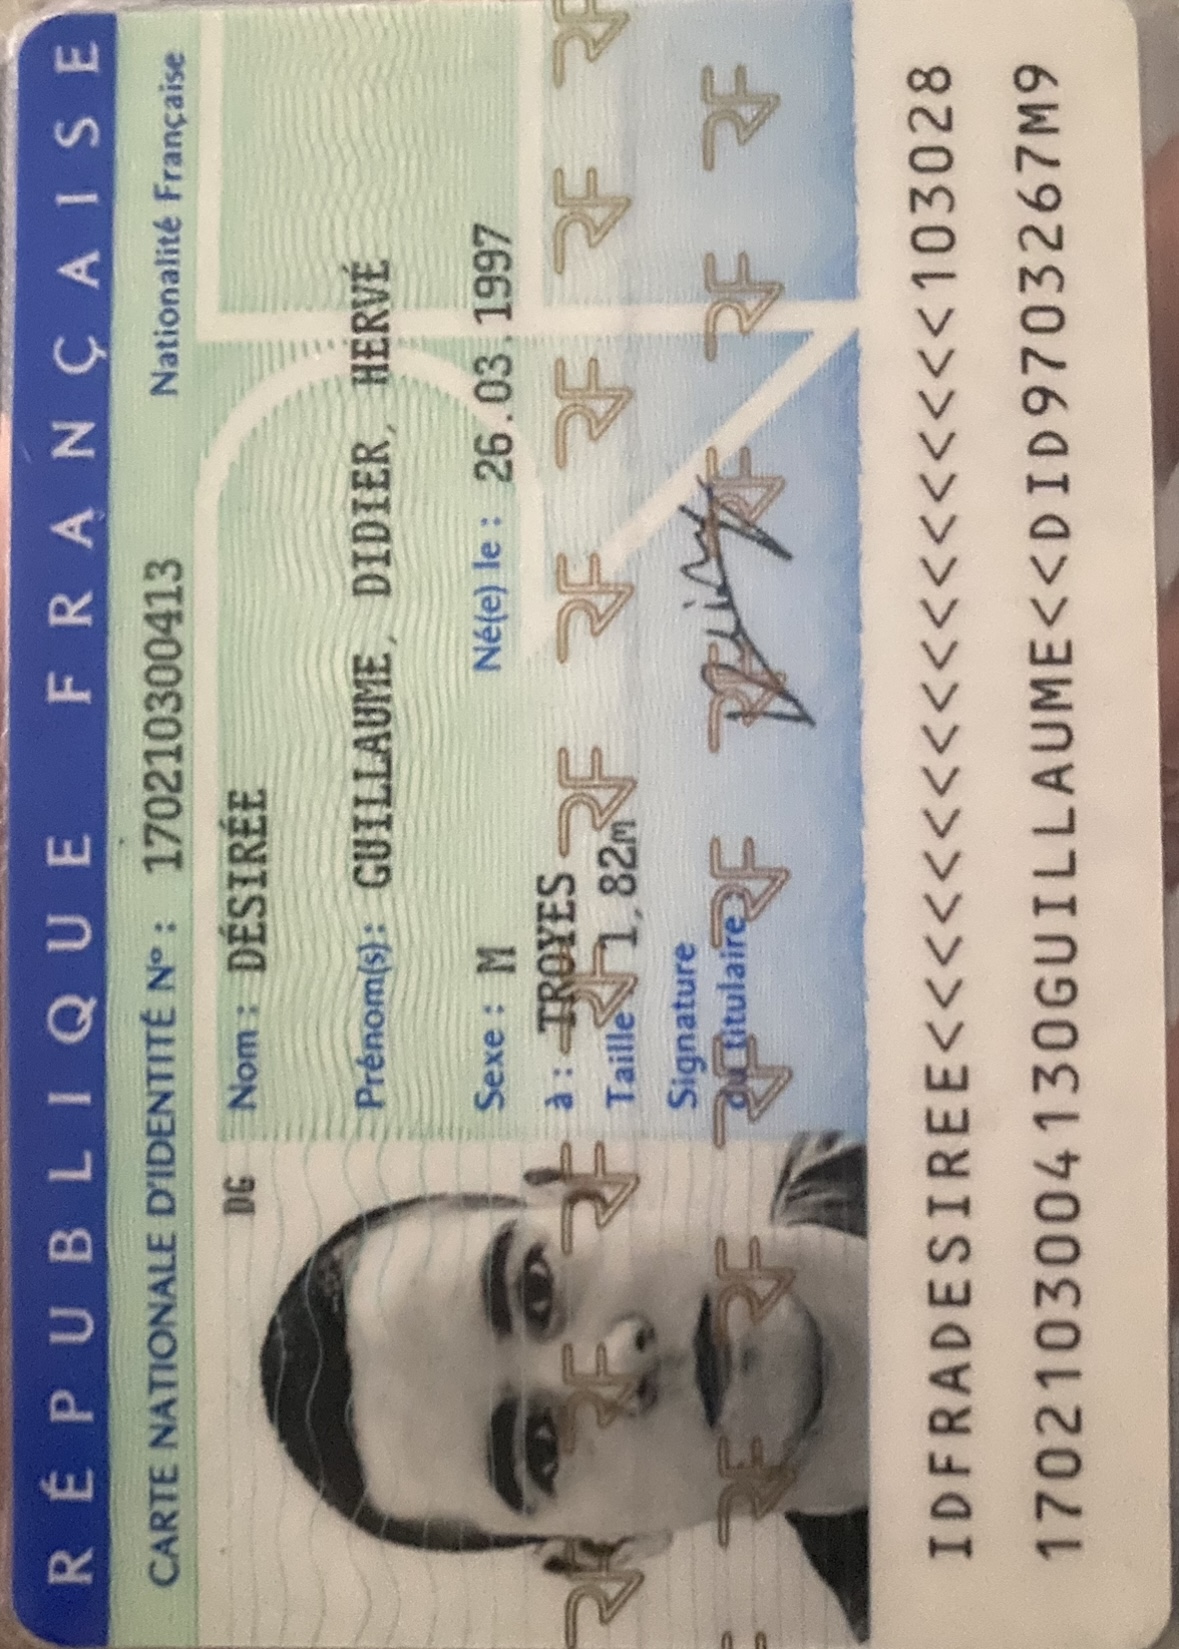 RÉPUBLIQUE FRANÇAISE
CARTE NATIONALE D'IDENTITÉ N° : 170210300413 Nationalité Française
DG
Nom : DÉSIRÉE
Prénom(s) : GUILLAUME, DIDIER, HERVÉ
Sexe : M Né(e) le : 26.03.1997
à : TROYES
Taille : 1,82m
Signature
du titulaire :
RF
IDFRADESIREE<<<<<<<<<<<<<<<<<<103028
1702103004130GUILLAUME<<DID9703267M9